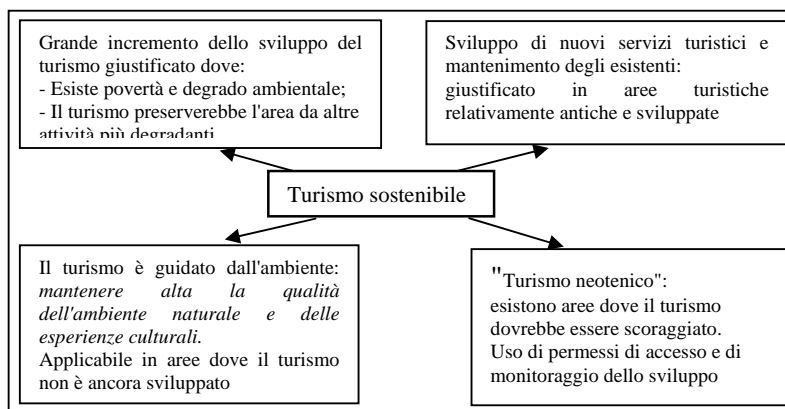 Grande incremento dello sviluppo del
turismo giustificato dove:
- Esiste povertà e degrado ambientale;
- Il turismo preserverebbe l'area da altre
attività più degradanti
Sviluppo di nuovi servizi turistici e
mantenimento degli esistenti:
giustificato in aree turistiche
relativamente antiche e sviluppate
Turismo sostenibile
Il turismo è guidato dall'ambiente:
mantenere alta la qualità
dell'ambiente naturale e delle
esperienze culturali.
Applicabile in aree dove il turismo
non è ancora sviluppato
"Turismo neotenico":
esistono aree dove il turismo
dovrebbe essere scoraggiato.
Uso di permessi di accesso e di
monitoraggio dello sviluppo